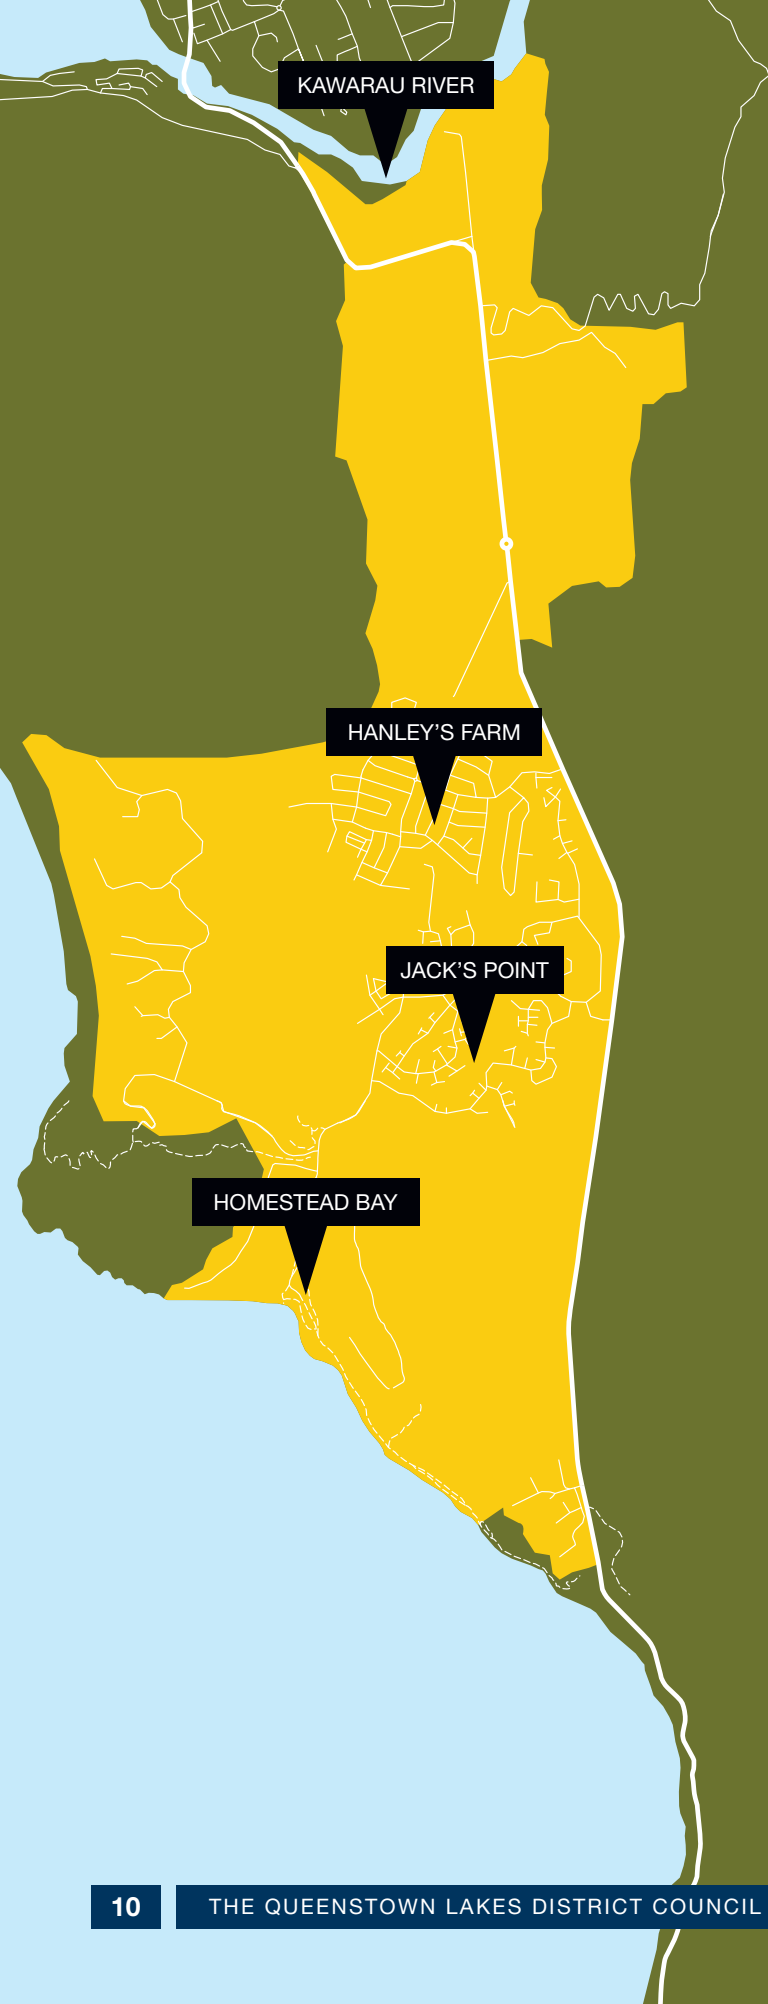 KAWARAU RIVER
HANLEY’S FARM
JACK’S POINT
HOMESTEAD BAY
10
THE QUEENSTOWN LAKES DISTRICT COUNCIL